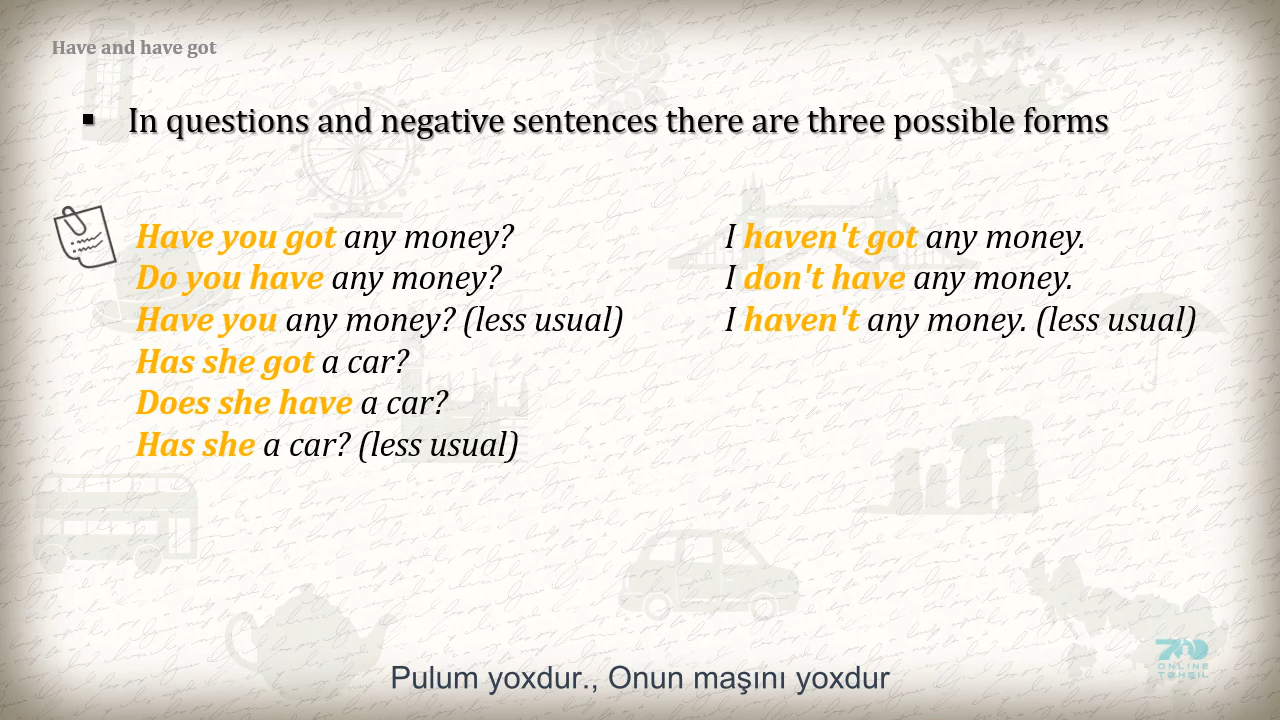 Have and have got
▪ In questions and negative sentences there are three possible forms
Have you got any money?
Do you have any money?
Have you any money? (less usual)
Has she got a car?
Does she have a car?
Has she a car? (less usual)
I haven't got any money.
I don't have any money.
I haven't any money. (less usual)
700
ONLINE
TƏHSİL
Pulum yoxdur., Onun maşını yoxdur